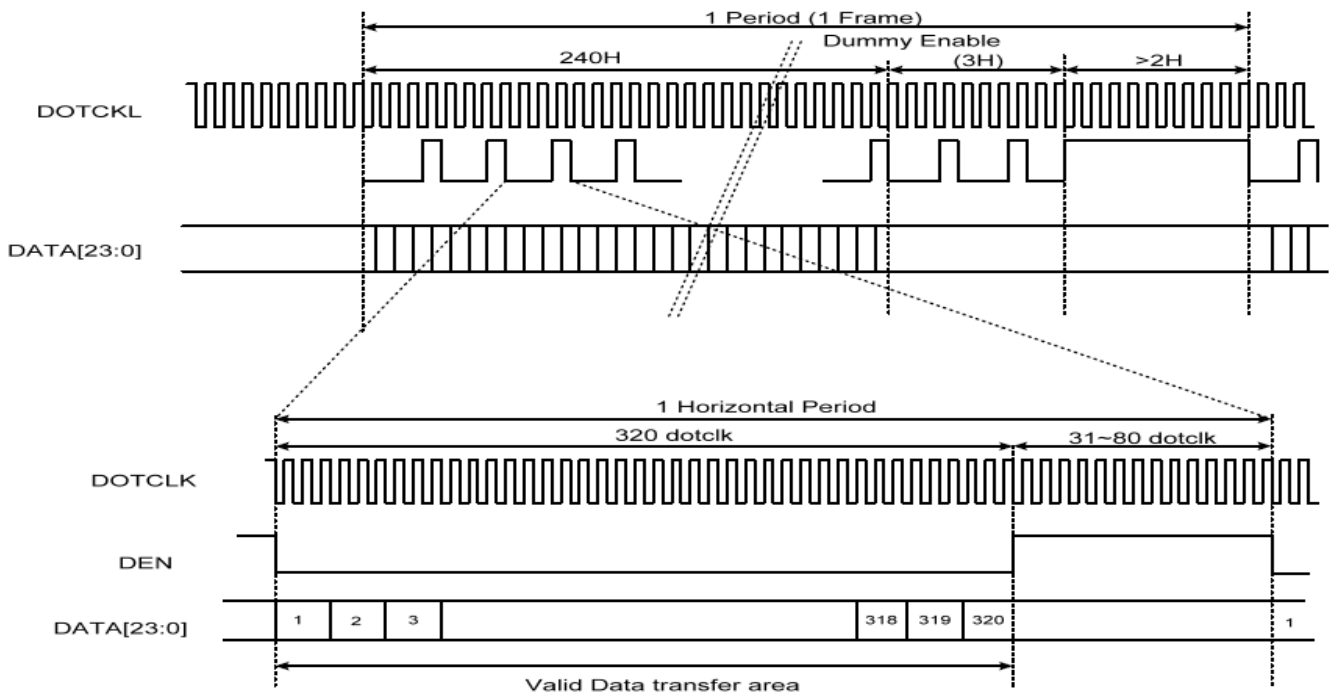 1 Period (1 Frame)
Dummy Enable
240H
(3H)
>2H
DOTCKL
DATA[23:0]
1 Horizontal Period
320 dotclk
31~80 dotclk
DOTCLK
DEN
DATA[23:0]
1 2 3 318 319 320 1
Valid Data transfer area